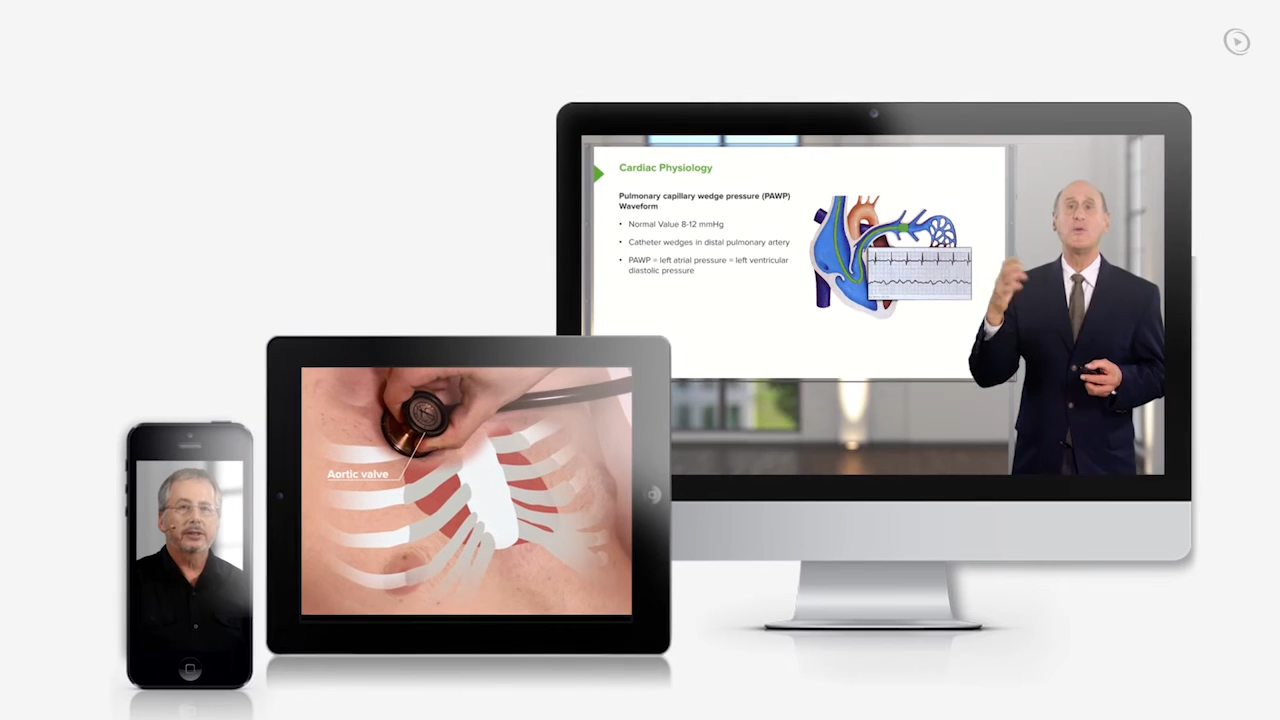 Cardiac Physiology
Pulmonary capillary wedge pressure (PAWP)
Waveform
• Normal Value 8-12 mmHg
• Catheter wedges in distal pulmonary artery
• PAWP = left atrial pressure = left ventricular
diastolic pressure
Aortic valve